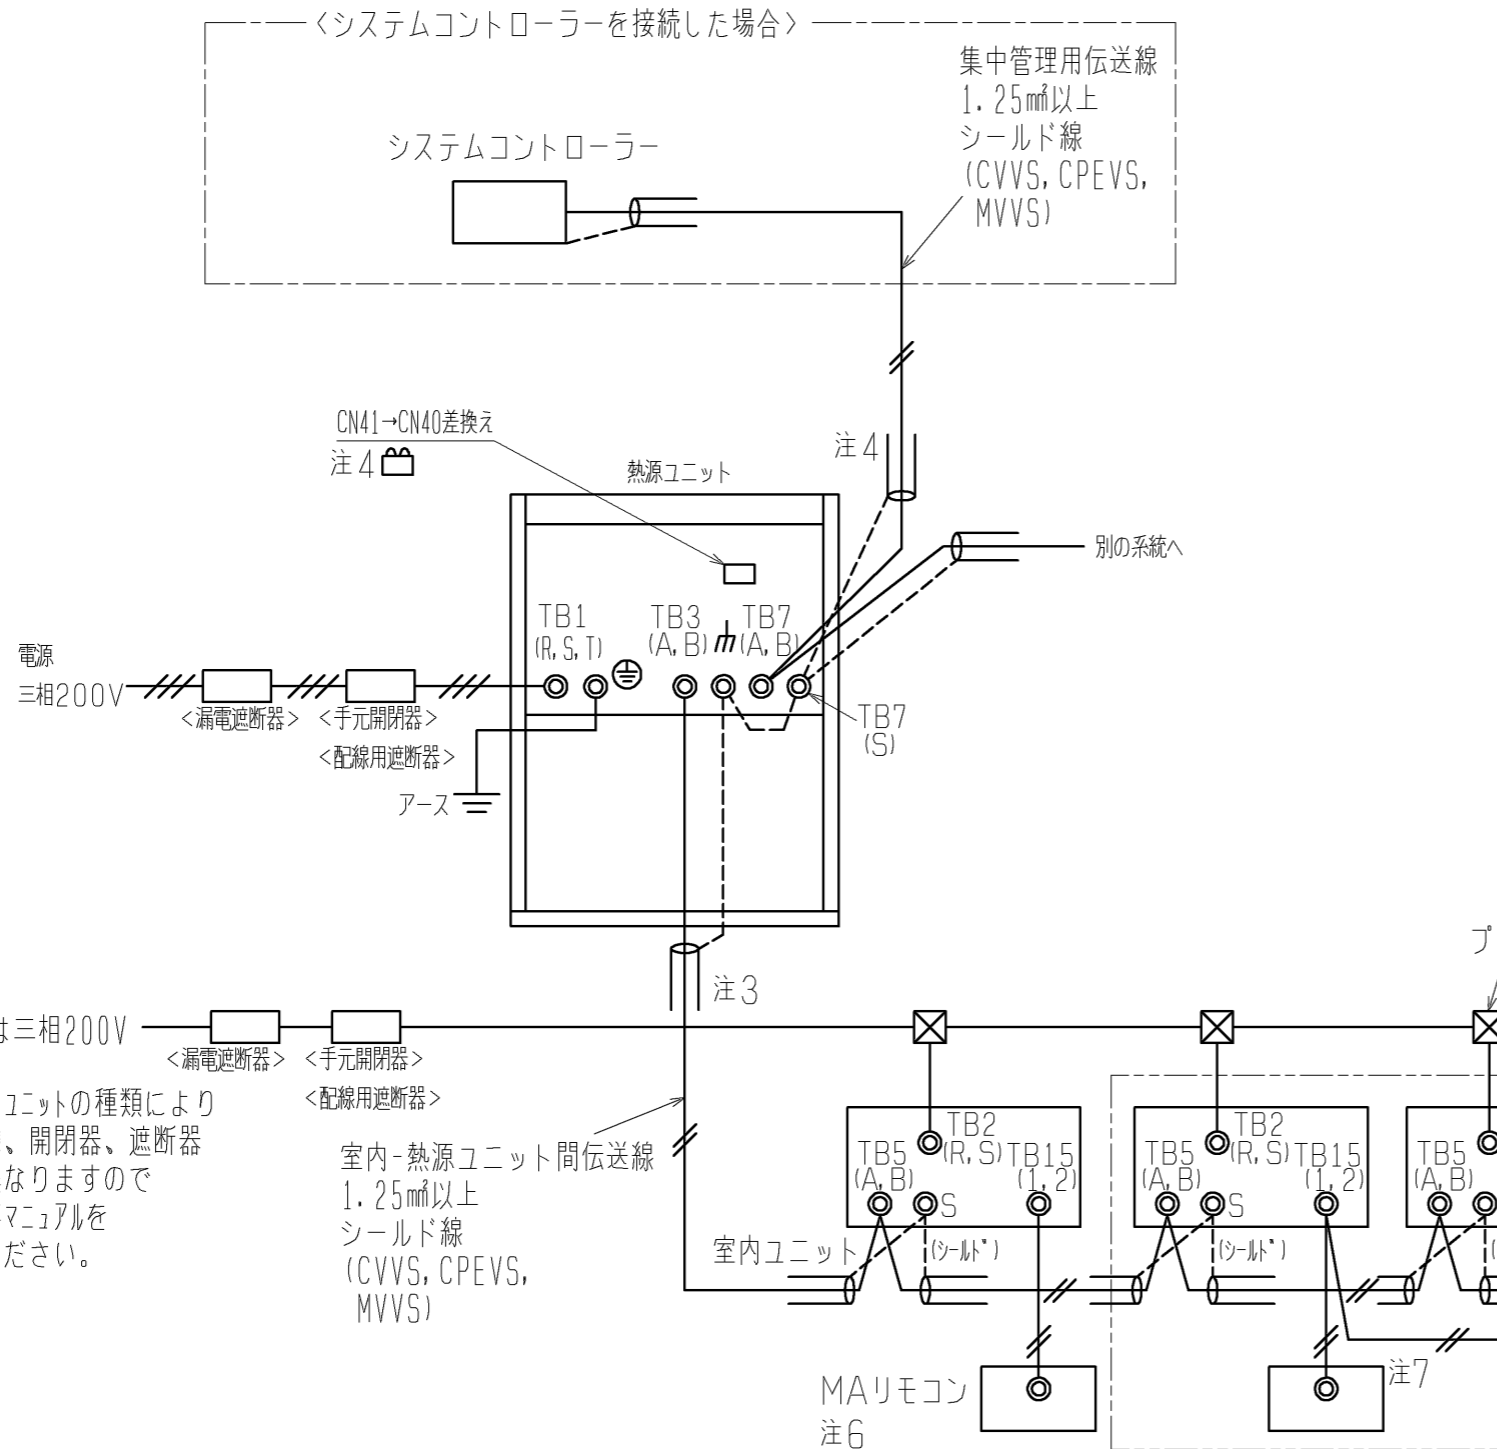 〈システムコントローラーを接続した場合〉
集中管理用伝送線
1.25mm²以上
シールド線
(CVVS, CPEVS,
MVVS)
システムコントローラー
CN41→CN40差換え
注4
注4
熱源ユニット
別の系統へ
TB1
(R, S, T)
TB3
(A, B)
TB7
(A, B)
TB7
(S)
電源
三相200V
<漏電遮断器>
<手元開閉器>
<配線用遮断器>
アース
注3
プ
は三相200V
<漏電遮断器>
<手元開閉器>
<配線用遮断器>
ユニットの種類により
、開閉器、遮断器
なりますので
マニュアルを
ださい。
室内-熱源ユニット間伝送線
1.25mm²以上
シールド線
(CVVS, CPEVS,
MVVS)
TB5
(A, B)
TB2
(R, S)
TB15
(1, 2)
S
室内ユニット
(シールド)
TB5
(A, B)
TB2
(R, S)
TB15
(1, 2)
S
(シールド)
TB5
(A, B)
(
MAリモコン
注6
注7